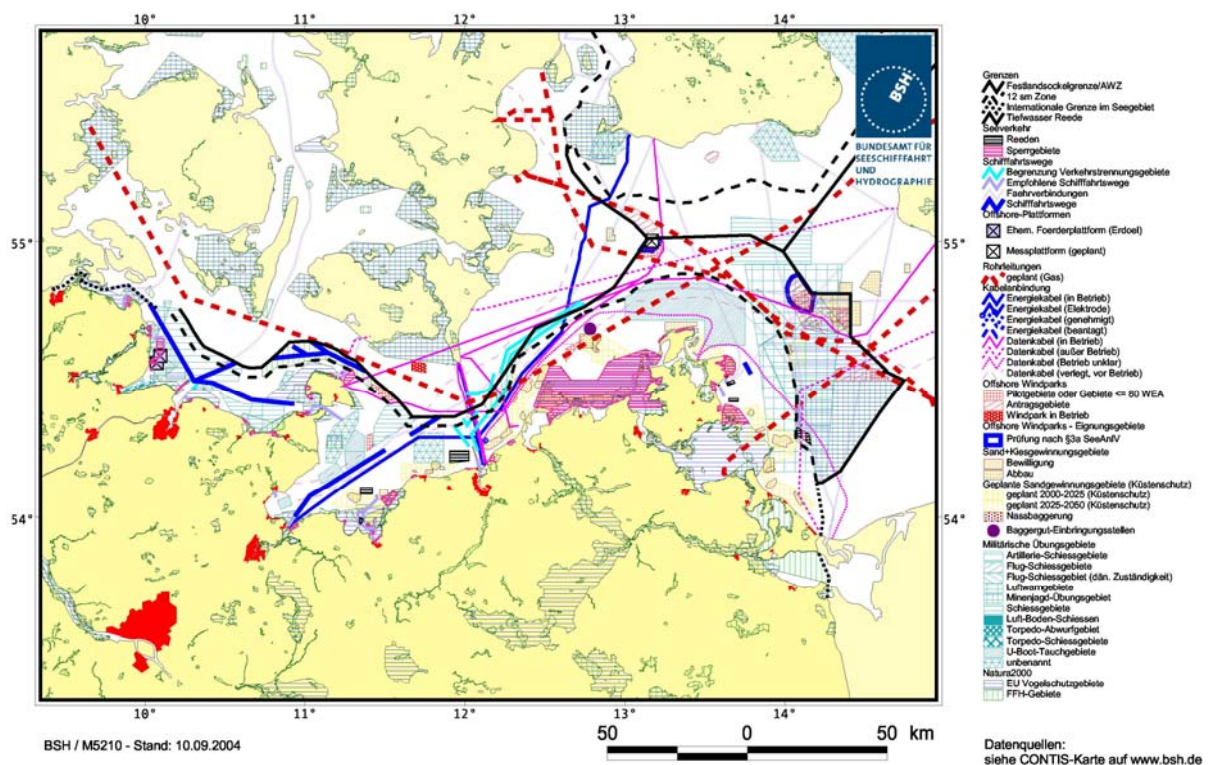 10° 11° 12° 13° 14°
BSH
BUNDESAMT FÜR
SEESCHIFFFAHRT
UND
HYDROGRAPHIE
55° 55°
54° 54°
10° 11° 12° 13° 14°
50 0 50 km
BSH / M5210 - Stand: 10.09.2004
Grenzen
Festlandsockelgrenze/AWZ
12 sm Zone
Internationale Grenze im Seegebiet
Tiefwasser Reede
Seeverkehr
Reeden
Sperrgebiete
Schifffahrtswege
Begrenzung Verkehrstrennungsgebiete
Empfohlene Schifffahrtswege
Faehrverbindungen
Schifffahrtswege
Offshore-Plattformen
Ehem. Foerderplattform (Erdoel)
Messplattform (geplant)
Rohrleitungen
geplant (Gas)
Kabelanbindung
Energiekabel (in Betrieb)
Energiekabel (Elektrode)
Energiekabel (genehmigt)
Energiekabel (beantagt)
Datenkabel (in Betrieb)
Datenkabel (außer Betrieb)
Datenkabel (Betrieb unklar)
Datenkabel (verlegt, vor Betrieb)
Offshore Windparks
Pilotgebiete oder Gebiete <= 80 WEA
Antragsgebiete
Windpark in Betrieb
Offshore Windparks - Eignungsgebiete
Prüfung nach §3a SeeAnlV
Sand+Kiesgewinnungsgebiete
Bewilligung
Abbau
Geplante Sandgewinnungsgebiete (Küstenschutz)
geplant 2000-2025 (Küstenschutz)
geplant 2025-2050 (Küstenschutz)
Nassbaggerung
Baggergut-Einbringungsstellen
Militärische Übungsgebiete
Artillerie-Schiessgebiete
Flug-Schiessgebiete
Flug-Schiessgebiet (dän. Zuständigkeit)
Luftwarngebiete
Minenjagd-Übungsgebiet
Schiessgebiete
Luft-Boden-Schiessen
Torpedo-Abwurfgebiet
Torpedo-Schiessgebiete
U-Boot-Tauchgebiete
unbenannt
Natura2000
EU Vogelschutzgebiete
FFH-Gebiete
Datenquellen:
siehe CONTIS-Karte auf www.bsh.de